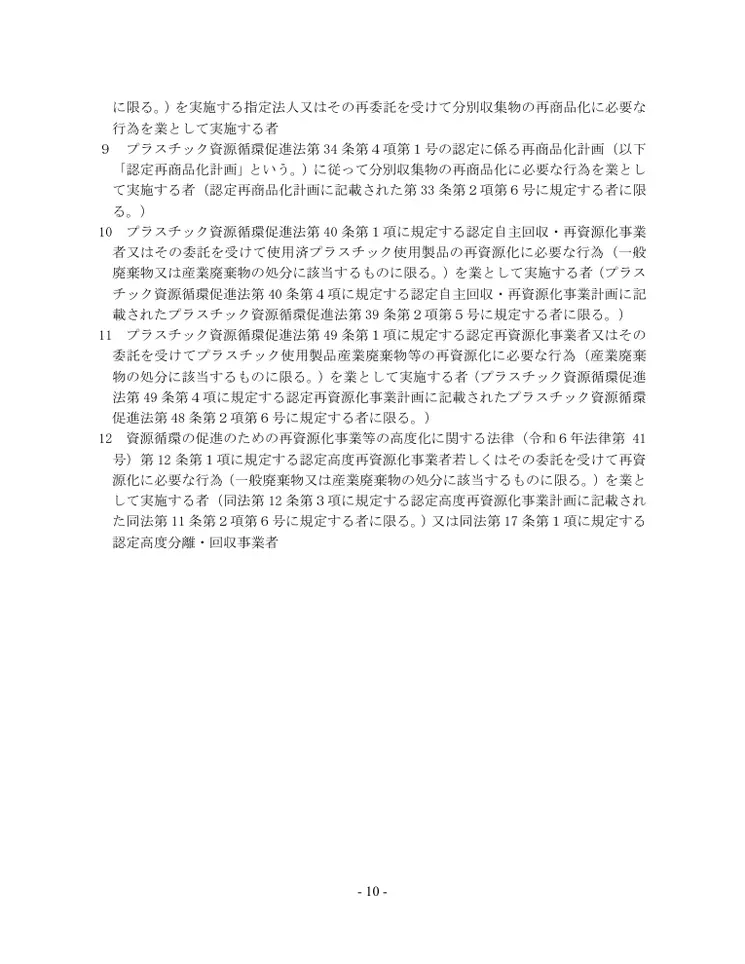 に限る。）を実施する指定法人又はその再委託を受けて分別収集物の再商品化に必要な
行為を業として実施する者
９　プラスチック資源循環促進法第 34 条第４項第１号の認定に係る再商品化計画（以下
「認定再商品化計画」という。）に従って分別収集物の再商品化に必要な行為を業とし
て実施する者（認定再商品化計画に記載された第 33 条第２項第６号に規定する者に限
る。）
10　プラスチック資源循環促進法第 40 条第１項に規定する認定自主回収・再資源化事業
者又はその委託を受けて使用済プラスチック使用製品の再資源化に必要な行為（一般
廃棄物又は産業廃棄物の処分に該当するものに限る。）を業として実施する者（プラス
チック資源循環促進法第 40 条第４項に規定する認定自主回収・再資源化事業計画に記
載されたプラスチック資源循環促進法第 39 条第２項第５号に規定する者に限る。）
11　プラスチック資源循環促進法第 49 条第１項に規定する認定再資源化事業者又はその
委託を受けてプラスチック使用製品産業廃棄物等の再資源化に必要な行為（産業廃棄
物の処分に該当するものに限る。）を業として実施する者（プラスチック資源循環促進
法第 49 条第４項に規定する認定再資源化事業計画に記載されたプラスチック資源循環
促進法第 48 条第２項第６号に規定する者に限る。）
12　資源循環の促進のための再資源化事業等の高度化に関する法律（令和６年法律第 41
号）第 12 条第１項に規定する認定高度再資源化事業者若しくはその委託を受けて再資
源化に必要な行為（一般廃棄物又は産業廃棄物の処分に該当するものに限る。）を業と
して実施する者（同法第 12 条第３項に規定する認定高度再資源化事業計画に記載され
た同法第 11 条第２項第６号に規定する者に限る。）又は同法第 17 条第１項に規定する
認定高度分離・回収事業者
- 10 -